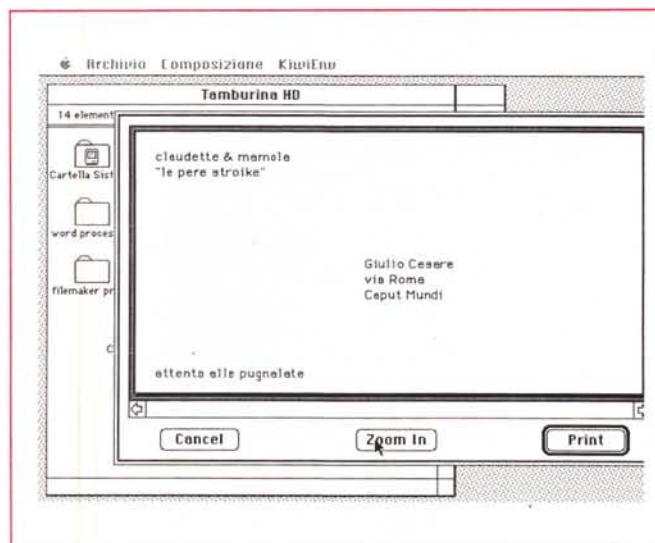 Archivio Composizione KiwiEnv
Tamburina HD
14 element
Cartella Sist
word proces
filemaker pr
C
claudette & mamola
"le pere stroike"
Giulio Cesare
via Roma
Caput Mundi
attento alle pugnalate
Cancel
Zoom In
Print